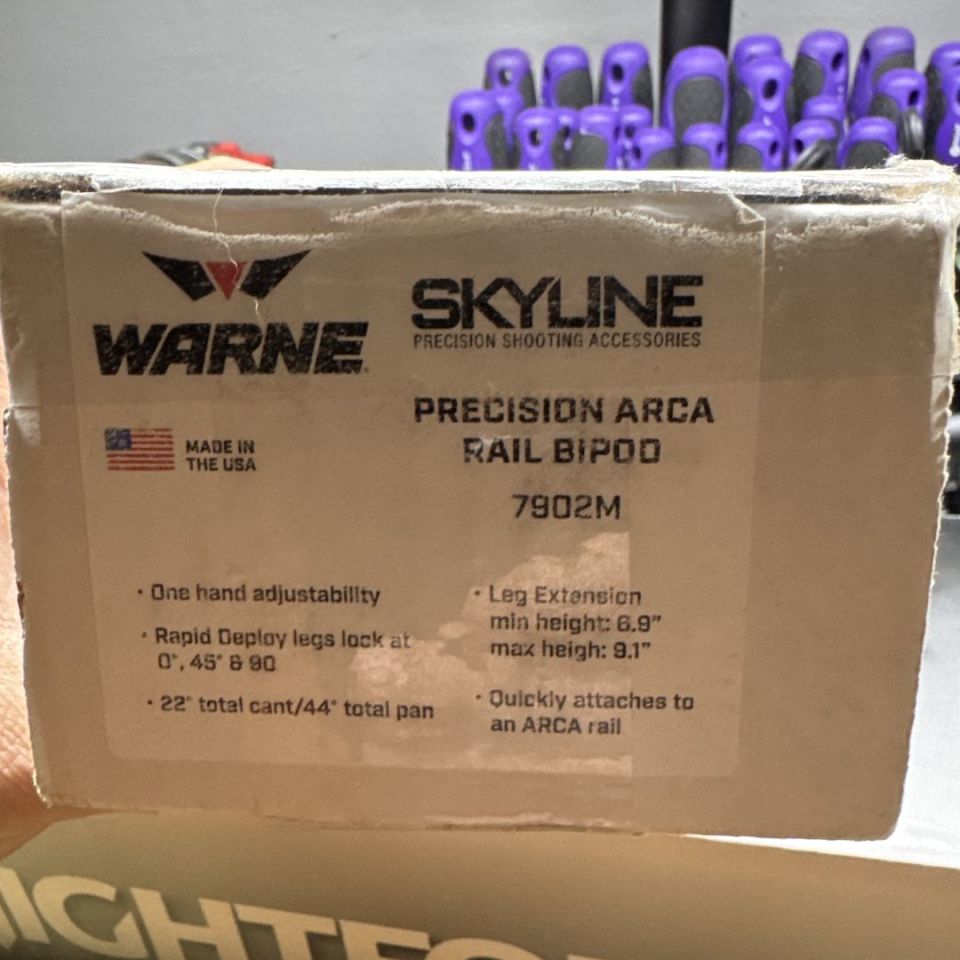 WARNE
SKYLINE
PRECISION SHOOTING ACCESSORIES
MADE IN
THE USA
PRECISION ARCA
RAIL BIPOD
7902M
· One hand adjustability
· Rapid Deploy legs lock at
0°, 45° & 90
· 22° total cant/44° total pan
· Leg Extension
min height: 6.9"
max heigh: 9.1"
· Quickly attaches to
an ARCA rail